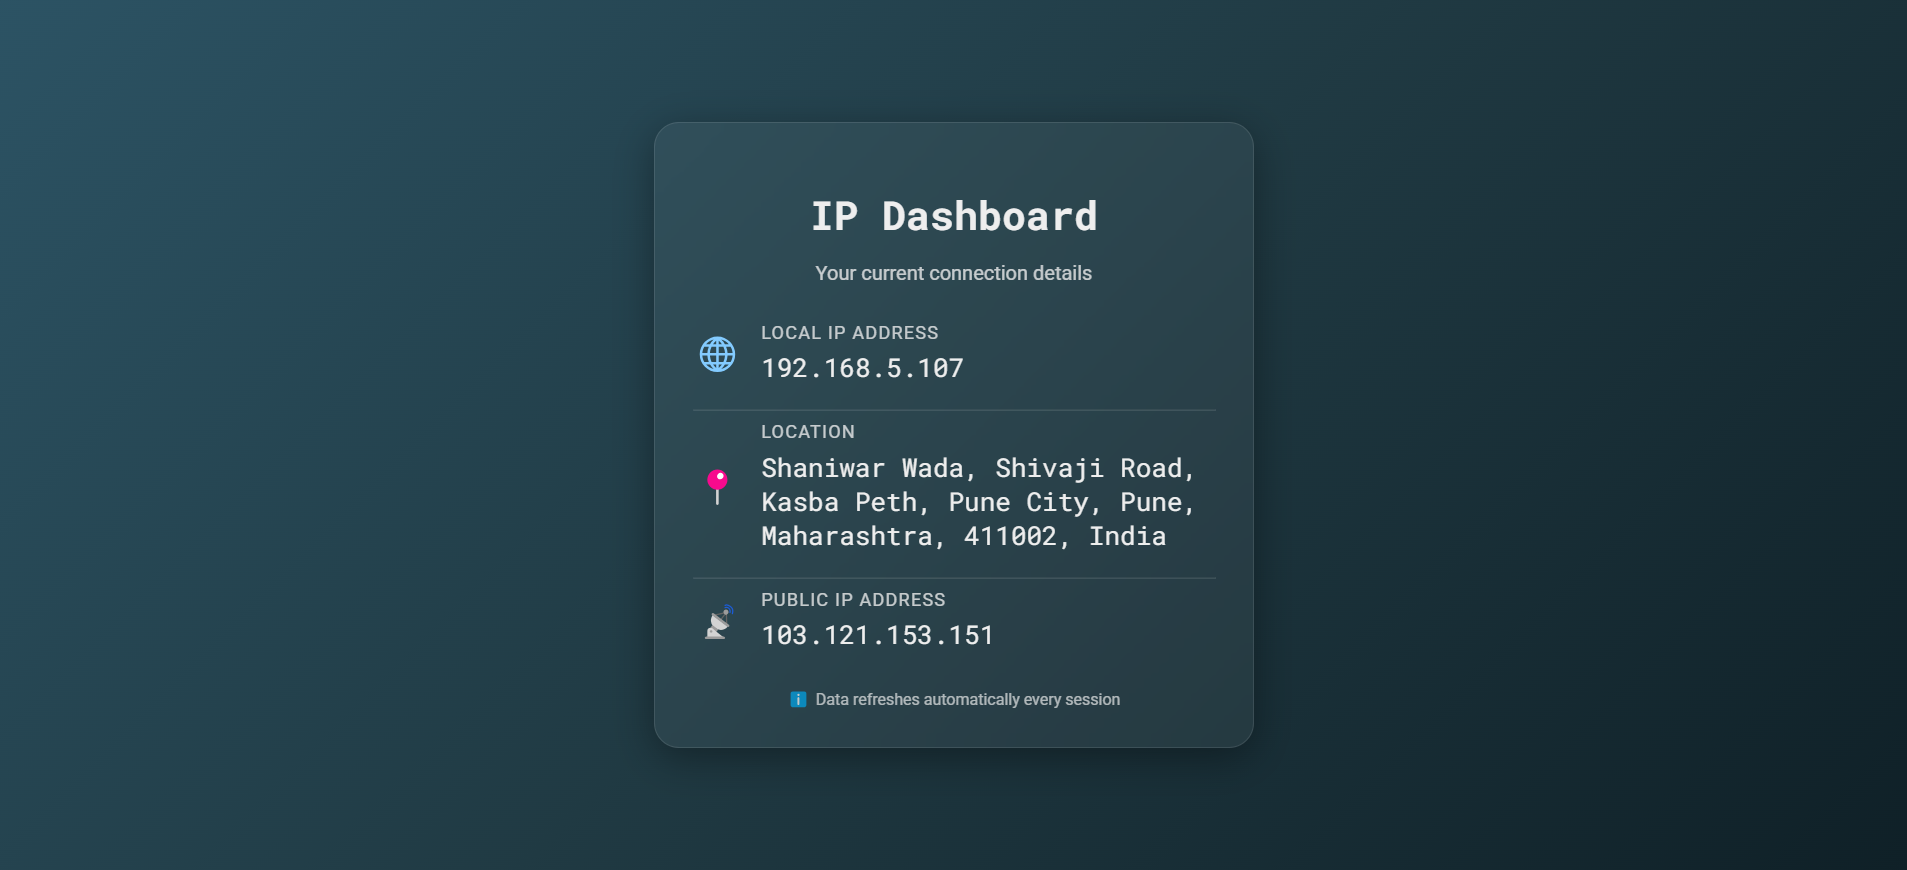 IP Dashboard
Your current connection details
LOCAL IP ADDRESS
192.168.5.107
LOCATION
Shaniwar Wada, Shivaji Road,
Kasba Peth, Pune City, Pune,
Maharashtra, 411002, India
PUBLIC IP ADDRESS
103.121.153.151
ℹ️ Data refreshes automatically every session